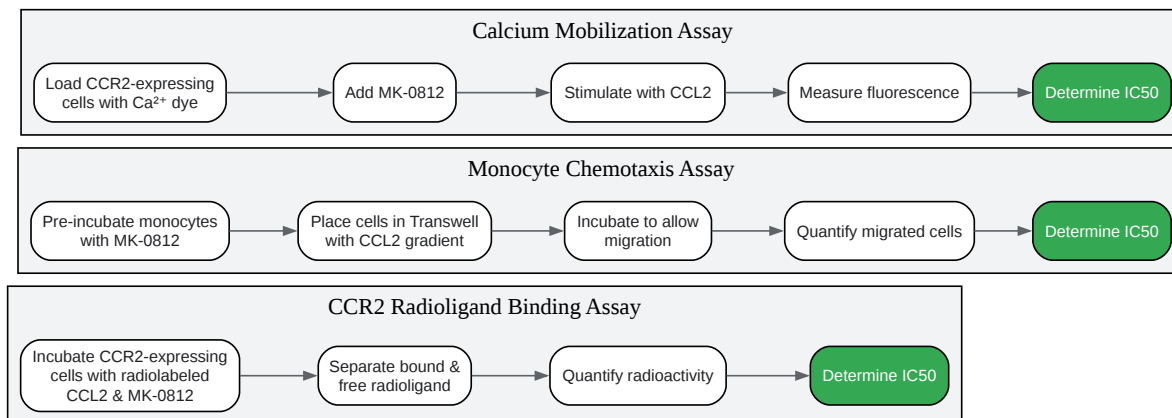 Calcium Mobilization Assay
Load CCR2-expressing
cells with Ca²⁺ dye
Add MK-0812
Stimulate with CCL2
Measure fluorescence
Determine IC50
Monocyte Chemotaxis Assay
Pre-incubate monocytes
with MK-0812
Place cells in Transwell
with CCL2 gradient
Incubate to allow
migration
Quantify migrated cells
Determine IC50
CCR2 Radioligand Binding Assay
Incubate CCR2-expressing
cells with radiolabeled
CCL2 & MK-0812
Separate bound &
free radioligand
Quantify radioactivity
Determine IC50